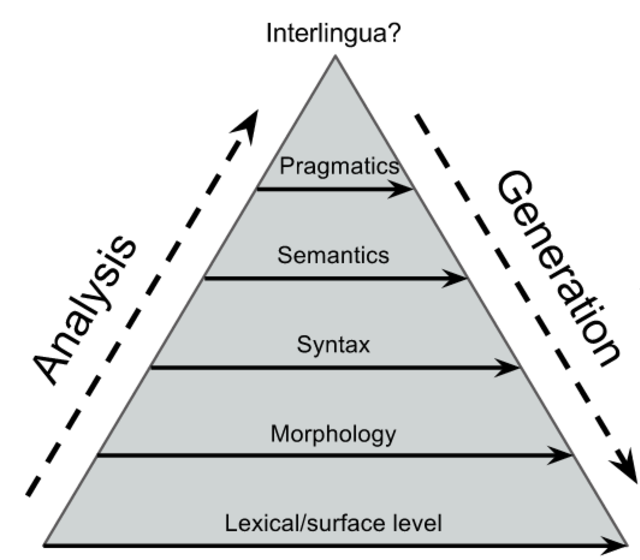 Interlingua?
Pragmatics
Semantics
Syntax
Morphology
Lexical/surface level
Analysis
Generation